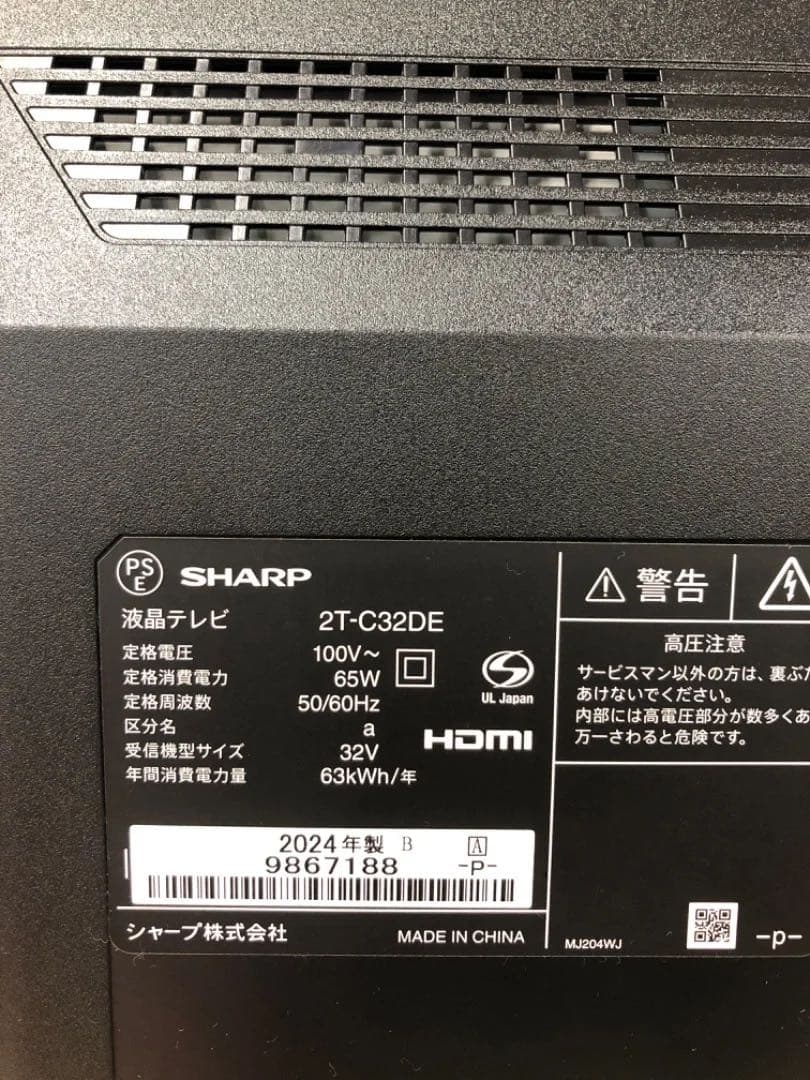 PS
E
SHARP
液晶テレビ 2T-C32DE
定格電圧 100V～
定格消費電力 65W
定格周波数 50/60Hz
区分名 a
受信機型サイズ 32V
年間消費電力量 63kWh/年
UL Japan
HDMI
2024年製 B A
9867188 -P-
シャープ株式会社 MADE IN CHINA
警告
高圧注意
サービスマン以外の方は、裏ぶた
あけないでください。
内部には高電圧部分が数多くあ
万一さわると危険です。
MJ204WJ -p-